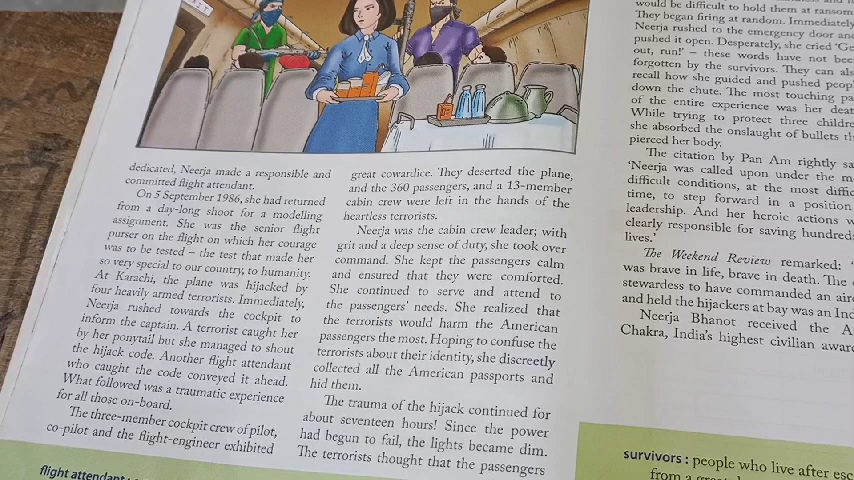 dedicated, Neerja made a responsible and
committed flight attendant.
On 5 September 1986, she had returned
from a day-long shoot for a modelling
assignment. She was the senior flight
purser on the flight on which her courage
was to be tested – the test that made her
so very special to our country, to humanity.
At Karachi, the plane was hijacked by
four heavily armed terrorists. Immediately,
Neerja rushed towards the cockpit to
inform the captain. A terrorist caught her
by her ponytail but she managed to shout
the hijack code. Another flight attendant
who caught the code conveyed it ahead.
What followed was a traumatic experience
for all those on-board.
The three-member cockpit crew of pilot,
co-pilot and the flight-engineer exhibited
great cowardice. They deserted the plane,
and the 360 passengers, and a 13-member
cabin crew were left in the hands of the
heartless terrorists.
Neerja was the cabin crew leader; with
grit and a deep sense of duty, she took over
command. She kept the passengers calm
and ensured that they were comforted.
She continued to serve and attend to
the passengers' needs. She realized that
the terrorists would harm the American
passengers the most. Hoping to confuse the
terrorists about their identity, she discreetly
collected all the American passports and
hid them.
The trauma of the hijack continued for
about seventeen hours! Since the power
had begun to fail, the lights became dim.
The terrorists thought that the passengers
would be difficult to hold them at ransom
They began firing at random. Immediately
Neerja rushed to the emergency door and
pushed it open. Desperately, she cried 'Ge
out, run!' – these words have not bee
forgotten by the survivors. They can als
recall how she guided and pushed peop
down the chute. The most touching pa
of the entire experience was her deat
While trying to protect three childre
she absorbed the onslaught of bullets th
pierced her body.
The citation by Pan Am rightly sa
'Neerja was called upon under the m
difficult conditions, at the most diffic
time, to step forward in a position
leadership. And her heroic actions w
clearly responsible for saving hundred
lives.'
The Weekend Review remarked:
was brave in life, brave in death. The
stewardess to have commanded an airc
and held the hijackers at bay was an Ind
Neerja Bhanot received the A
Chakra, India's highest civilian awar
survivors : people who live after esc
flight attendant